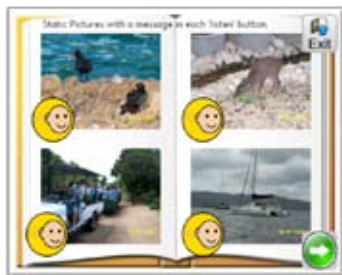 Static Pictures with a message in each 'listen' button.
Exit